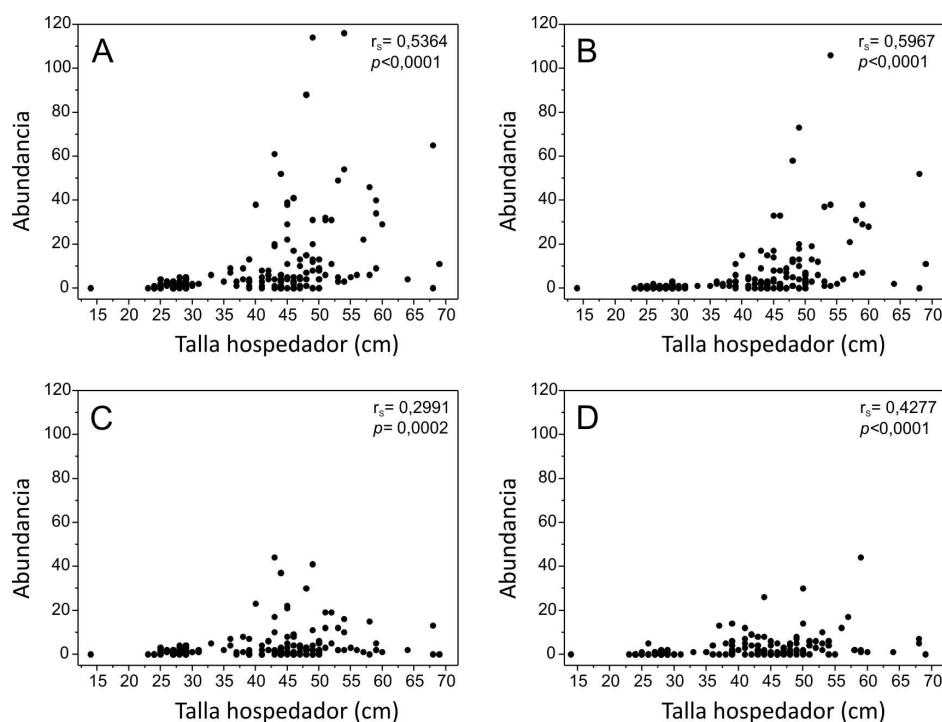 A
rs= 0,5364
p<0,0001
Abundancia
120
100
80
60
40
20
0
15 20 25 30 35 40 45 50 55 60 65 70
Talla hospedador (cm)
B
rs= 0,5967
p<0,0001
Abundancia
120
100
80
60
40
20
0
15 20 25 30 35 40 45 50 55 60 65 70
Talla hospedador (cm)
C
rs= 0,2991
p= 0,0002
Abundancia
120
100
80
60
40
20
0
15 20 25 30 35 40 45 50 55 60 65 70
Talla hospedador (cm)
D
rs= 0,4277
p<0,0001
Abundancia
120
100
80
60
40
20
0
15 20 25 30 35 40 45 50 55 60 65 70
Talla hospedador (cm)